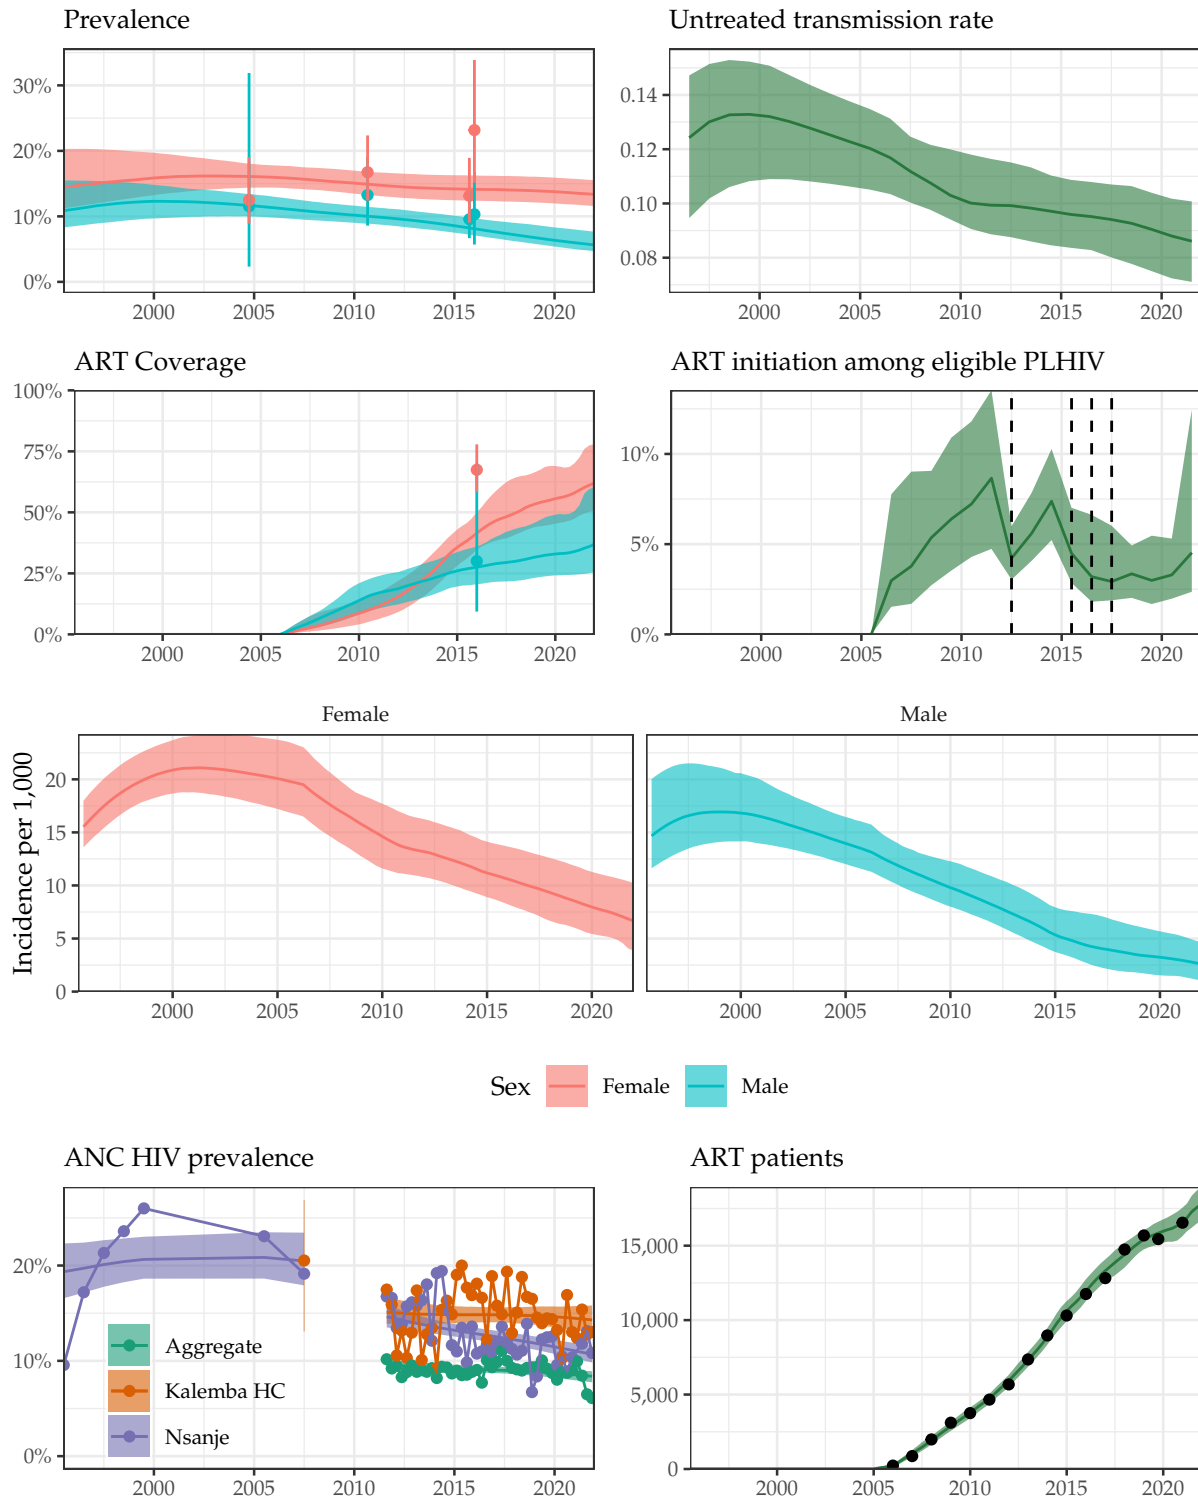 Prevalence
Untreated transmission rate
30%
20%
10%
0%
2000 2005 2010 2015 2020
0.14
0.12
0.10
0.08
2000 2005 2010 2015 2020
ART Coverage
ART initiation among eligible PLHIV
100%
75%
50%
25%
0%
2000 2005 2010 2015 2020
10%
5%
0%
2000 2005 2010 2015 2020
Female
Male
Incidence per 1,000
20
15
10
5
0
2000 2005 2010 2015 2020
2000 2005 2010 2015 2020
Sex Female Male
ANC HIV prevalence
ART patients
20%
10%
0%
Aggregate
Kalemba HC
Nsanje
2000 2005 2010 2015 2020
15,000
10,000
5,000
0
2000 2005 2010 2015 2020